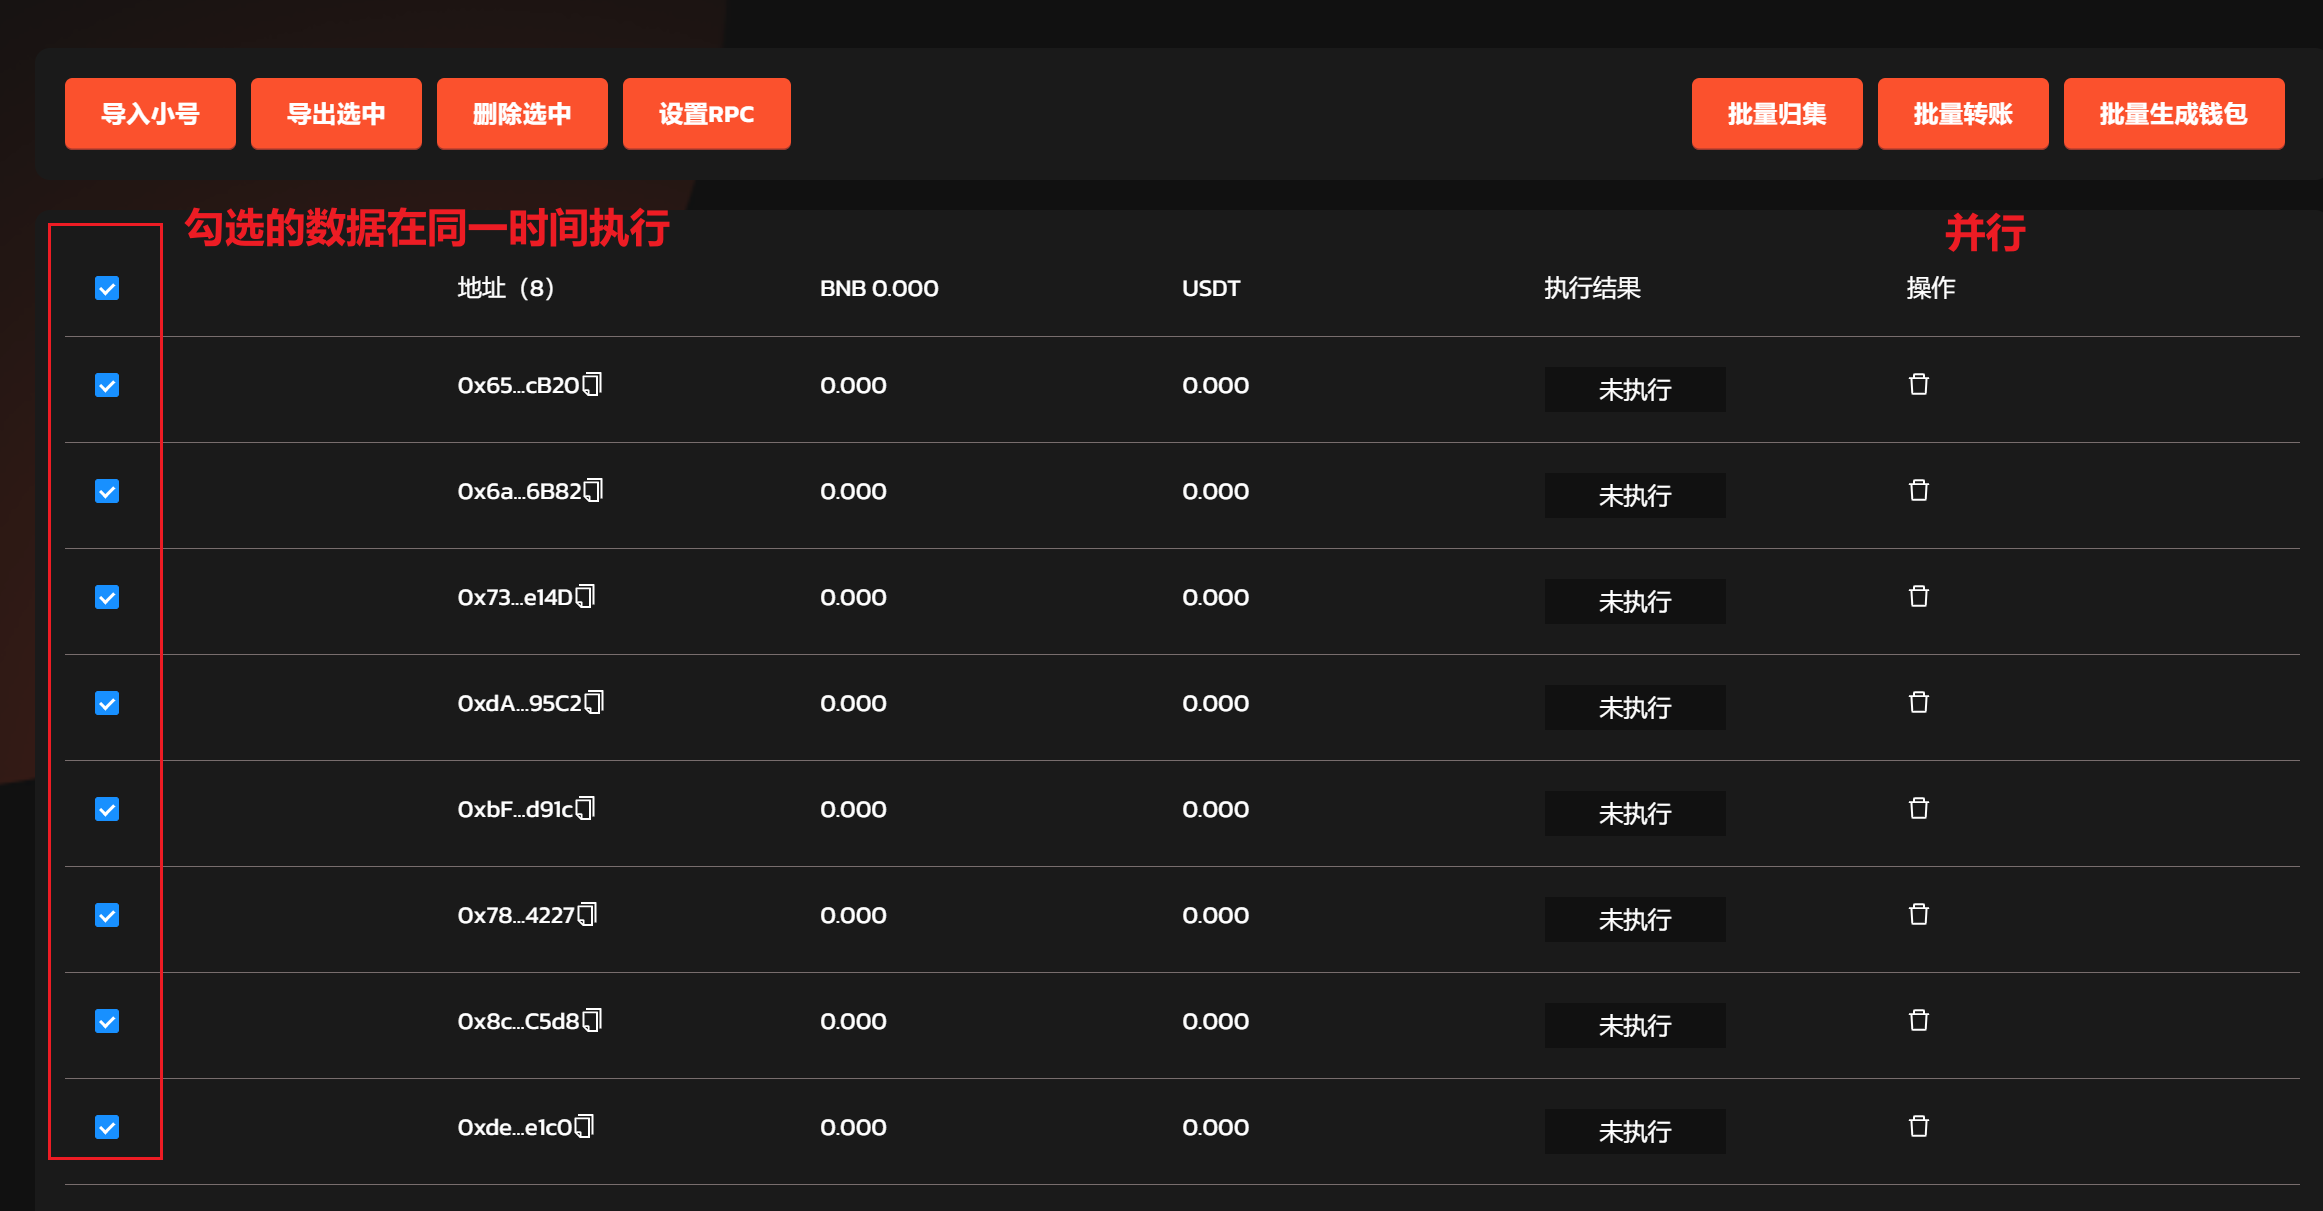 导入小号 导出选中 删除选中 设置RPC 批量归集 批量转账 批量生成钱包
勾选的数据在同一时间执行 并行
地址（8） BNB 0.000 USDT 执行结果 操作
0x65...cB20 0.000 0.000 未执行
0x6a...6B82 0.000 0.000 未执行
0x73...e14D 0.000 0.000 未执行
0xdA...95C2 0.000 0.000 未执行
0xbF...d91c 0.000 0.000 未执行
0x78...4227 0.000 0.000 未执行
0x8c...C5d8 0.000 0.000 未执行
0xde...e1c0 0.000 0.000 未执行